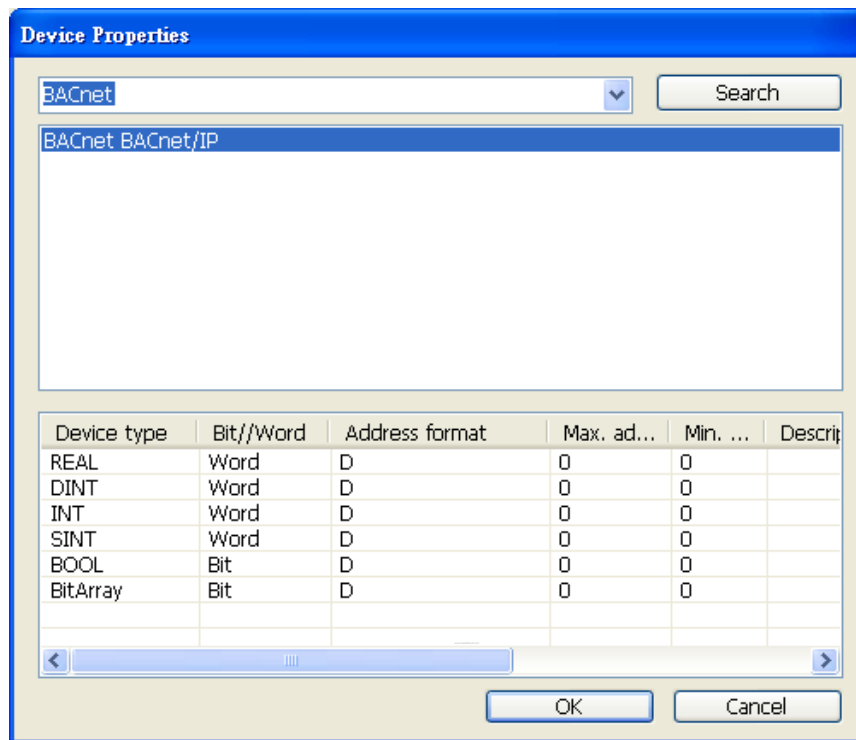 Device Properties
BACnet Search
BACnet BACnet/IP
Device type Bit//Word Address format Max. ad... Min. ... Descrip
REAL Word D 0 0
DINT Word D 0 0
INT Word D 0 0
SINT Word D 0 0
BOOL Bit D 0 0
BitArray Bit D 0 0
OK Cancel